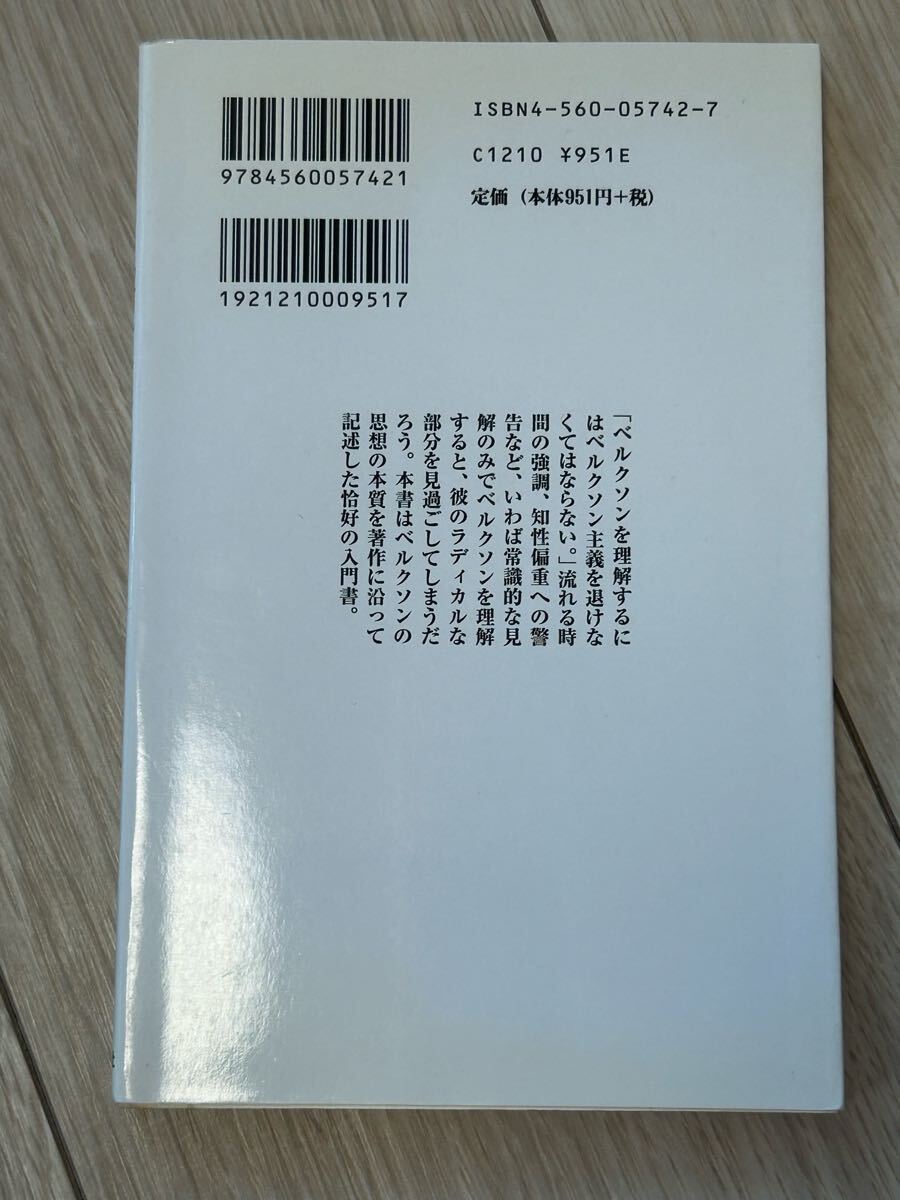 9784560057421
1921210009517
ISBN4-560-05742-7
C1210 ¥951E
定価（本体951円＋税）
「ベルクソンを理解するに
はベルクソン主義を退けな
くてはならない。」流れる時
間の強調、知性偏重への警
告など、いわば常識的な見
解のみでベルクソンを理解
すると、彼のラディカルな
部分を見過ごしてしまうだ
ろう。本書はベルクソンの
思想の本質を著作に沿って
記述した恰好の入門書。